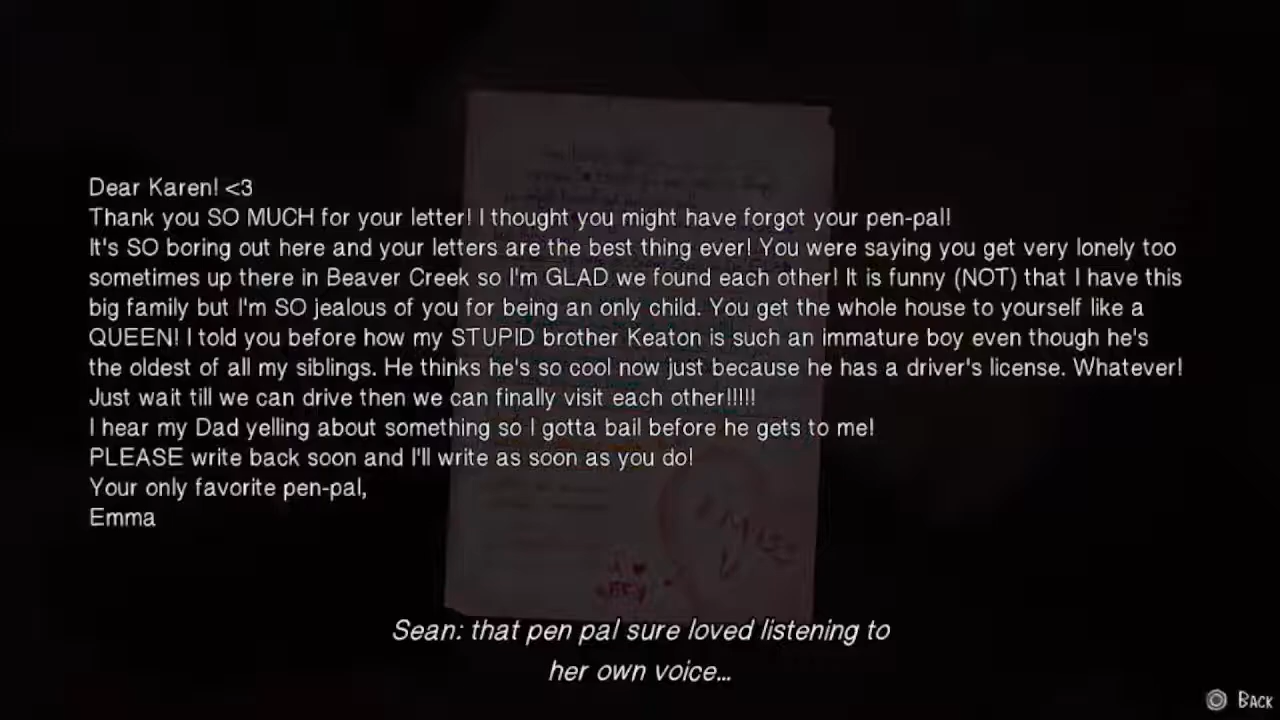 Dear Karen! <3
Thank you SO MUCH for your letter! I thought you might have forgot your pen-pal!
It's SO boring out here and your letters are the best thing ever! You were saying you get very lonely too
sometimes up there in Beaver Creek so I'm GLAD we found each other! It is funny (NOT) that I have this
big family but I'm SO jealous of you for being an only child. You get the whole house to yourself like a
QUEEN! I told you before how my STUPID brother Keaton is such an immature boy even though he's
the oldest of all my siblings. He thinks he's so cool now just because he has a driver's license. Whatever!
Just wait till we can drive then we can finally visit each other!!!!!
I hear my Dad yelling about something so I gotta bail before he gets to me!
PLEASE write back soon and I'll write as soon as you do!
Your only favorite pen-pal,
Emma
I MISS
U
Sean: that pen pal sure loved listening to
her own voice...
BACK